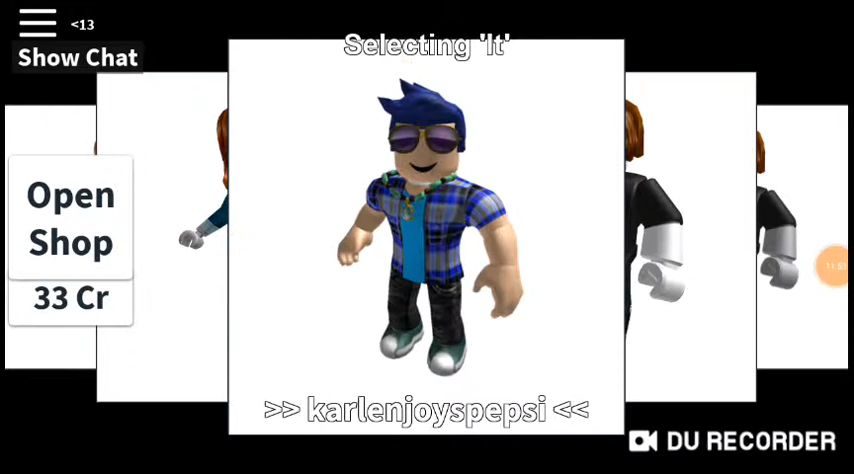 <13
Show Chat
Selecting 'It'
Open
Shop
33 Cr
>> karlenjoyspepsi <<
DU RECORDER